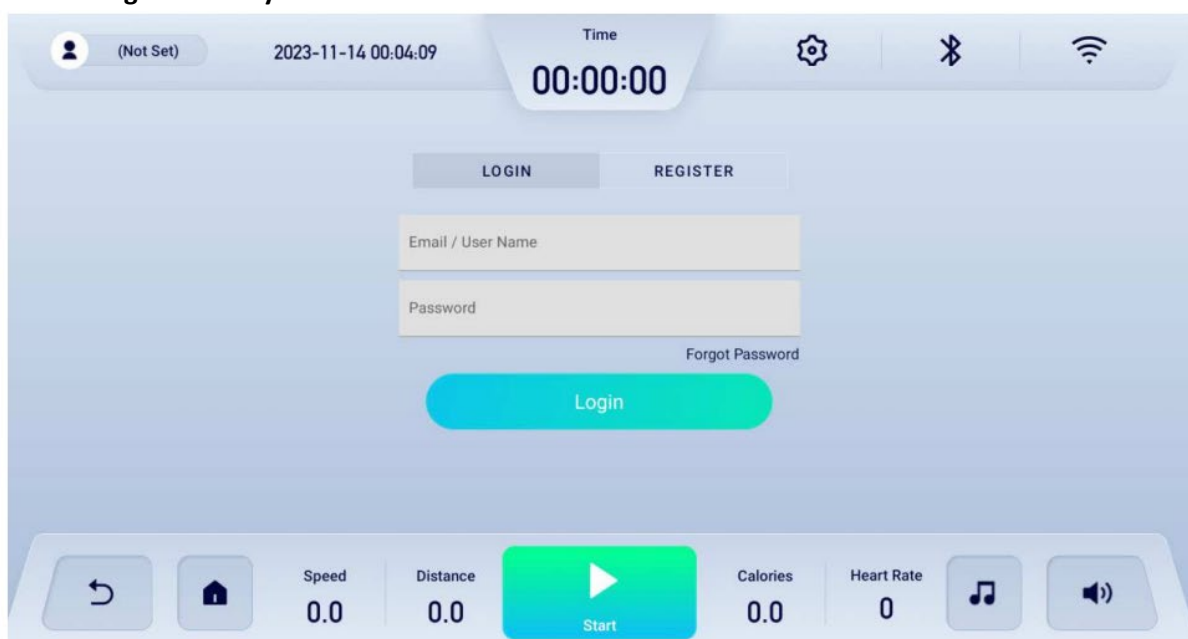 (Not Set)
2023-11-14 00:04:09
Time
00:00:00
LOGIN
REGISTER
Email / User Name
Password
Forgot Password
Login
Speed
0.0
Distance
0.0
Start
Calories
0.0
Heart Rate
0